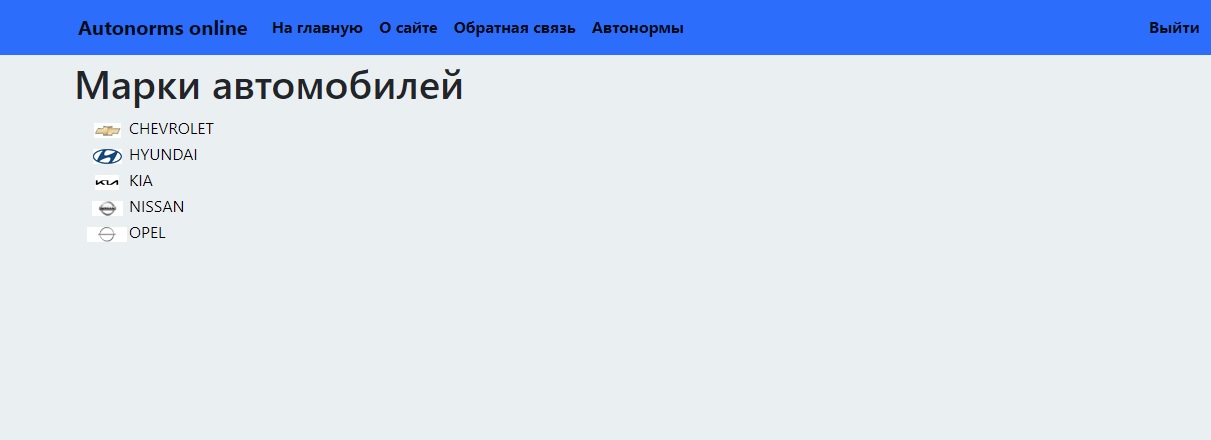 Autonorms online На главную О сайте Обратная связь Автонормы Выйти
Марки автомобилей
CHEVROLET
HYUNDAI
KIA
NISSAN
OPEL